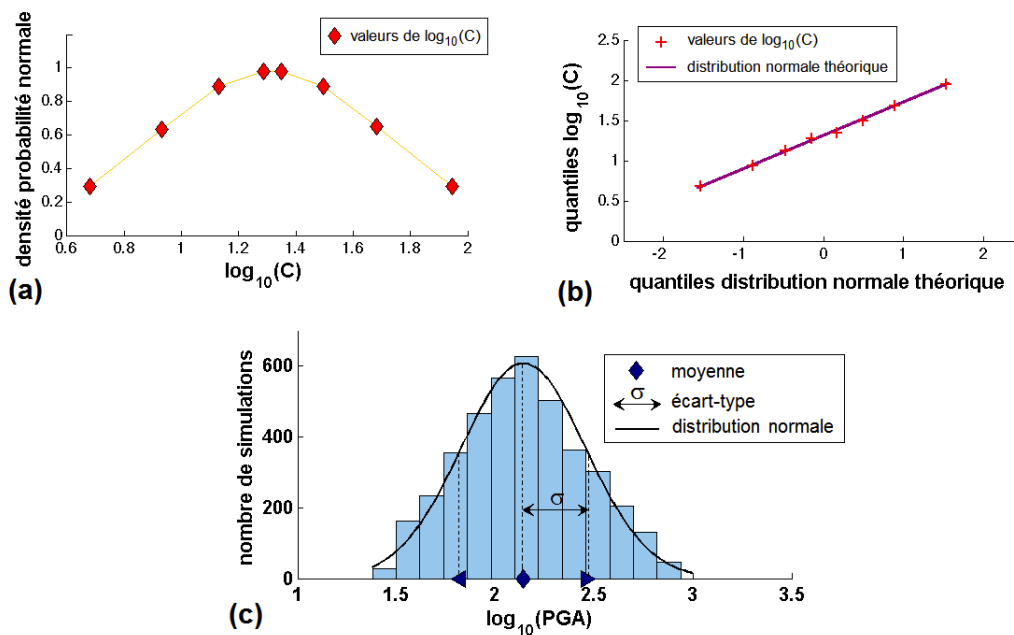 densité probabilité normale
1
0.8
0.6
0.4
0.2
0
0.6
0.8
1
1.2
1.4
1.6
1.8
2
log10(C)
valeurs de log10(C)
(a)
quantiles log10(C)
2.5
2
1.5
1
0.5
0
-2
-1
0
1
2
quantiles distribution normale théorique
valeurs de log10(C)
distribution normale théorique
(b)
nombre de simulations
600
400
200
0
1
1.5
2
2.5
3
3.5
log10(PGA)
σ
moyenne
σ
écart-type
distribution normale
(c)